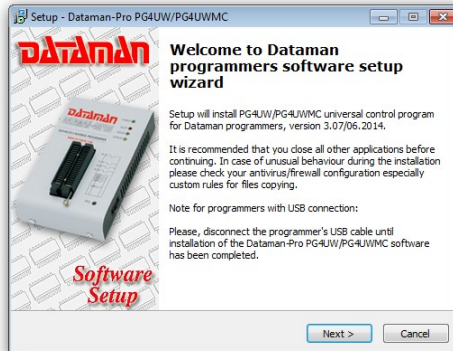 Setup - Dataman-Pro PG4UW/PG4UWMC
DATAMAN
Welcome to Dataman
programmers software setup
wizard
Setup will install PG4UW/PG4UWMC universal control program
for Dataman programmers, version 3.07/06.2014.
It is recommended that you close all other applications before
continuing. In case of unusual behaviour during the installation
please check your antivirus/firewall configuration especially
custom rules for files copying.
Note for programmers with USB connection:
Please, disconnect the programmer's USB cable until
installation of the Dataman-Pro PG4UW/PG4UWMC software
has been completed.
DATAMAN
Software
Setup
Next >
Cancel